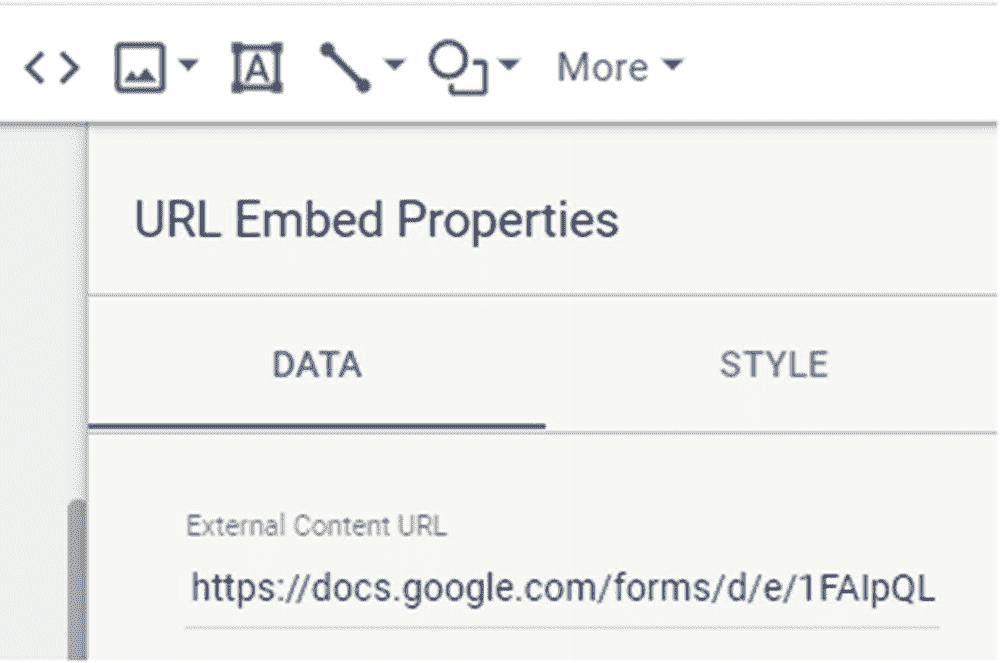 More
URL Embed Properties
DATA STYLE
External Content URL
https://docs.google.com/forms/d/e/1FAIpQL